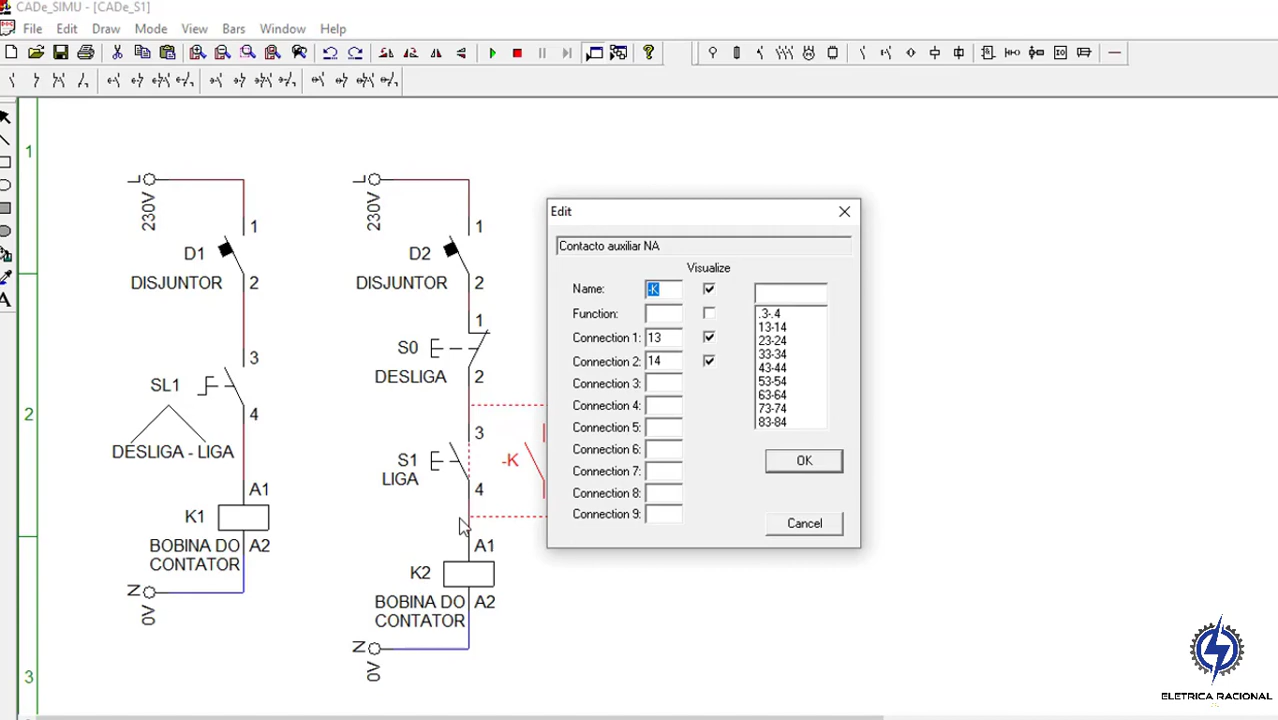 CADe_SIMU - [CADe_S1]
File Edit Draw Mode View Bars Window Help
1
2
3
L
230V
1
D1
DISJUNTOR
2
3
SL1
4
DESLIGA - LIGA
A1
K1
BOBINA DO
CONTATOR
A2
N
0V
L
230V
1
D2
DISJUNTOR
2
1
S0
DESLIGA
2
3
S1
LIGA
4
-K
A1
K2
BOBINA DO
CONTATOR
A2
N
0V
Edit
Contacto auxiliar NA
Visualize
Name: -K
Function:
Connection 1: 13
Connection 2: 14
Connection 3:
Connection 4:
Connection 5:
Connection 6:
Connection 7:
Connection 8:
Connection 9:
.3-.4
13-14
23-24
33-34
43-44
53-54
63-64
73-74
83-84
OK
Cancel
ELETRICA RACIONAL